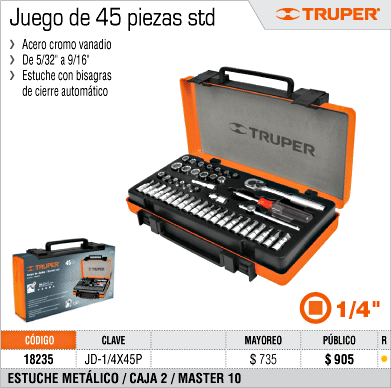 Juego de 45 piezas std
TRUPER®
Acero cromo vanadio
De 5/32" a 9/16"
Estuche con bisagras
de cierre automático
TRUPER
TRUPER
45
1/4"
CÓDIGO CLAVE MAYOREO PÚBLICO R
18235 JD-1/4X45P $ 735 $ 905
ESTUCHE METÁLICO / CAJA 2 / MASTER 10